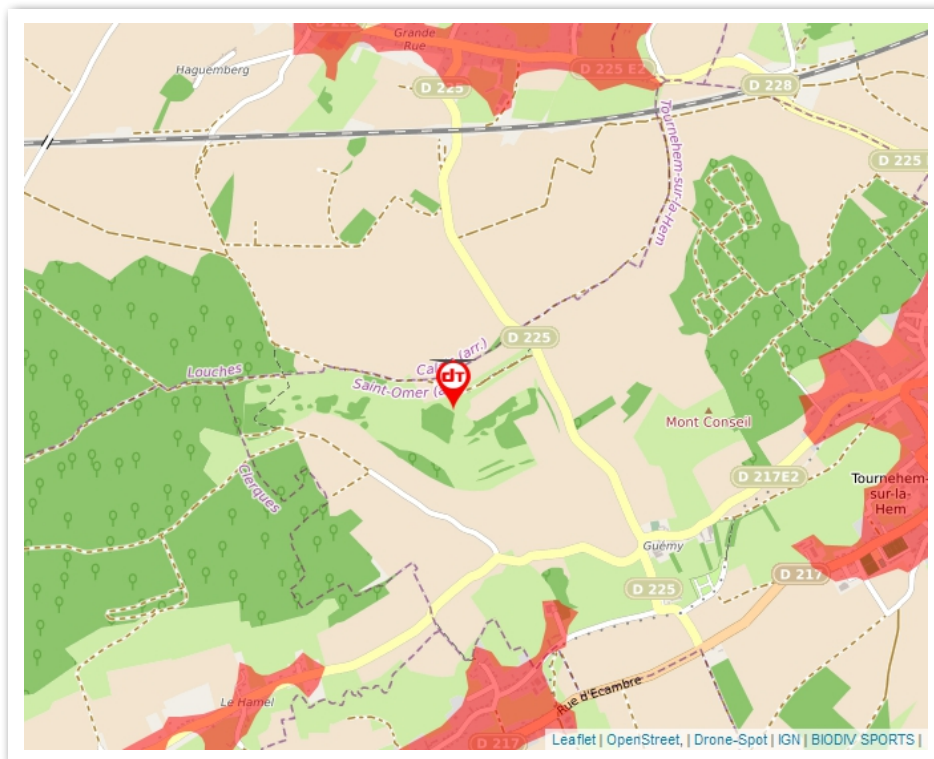 Grande
Rue
D 225 E2
Haguemberg
D 225
D 228
D 225
Tournehem-sur-la-Hem
D 225
Louches
Saint-Omer
Mont Conseil
Clerques
D 217E2
Tournehem-
sur-la-
Hem
Guémy
D 217
D 225
Rue d'Écambre
Le Hamel
D 217
Leaflet | OpenStreet, | Drone-Spot | IGN | BIODIV SPORTS |